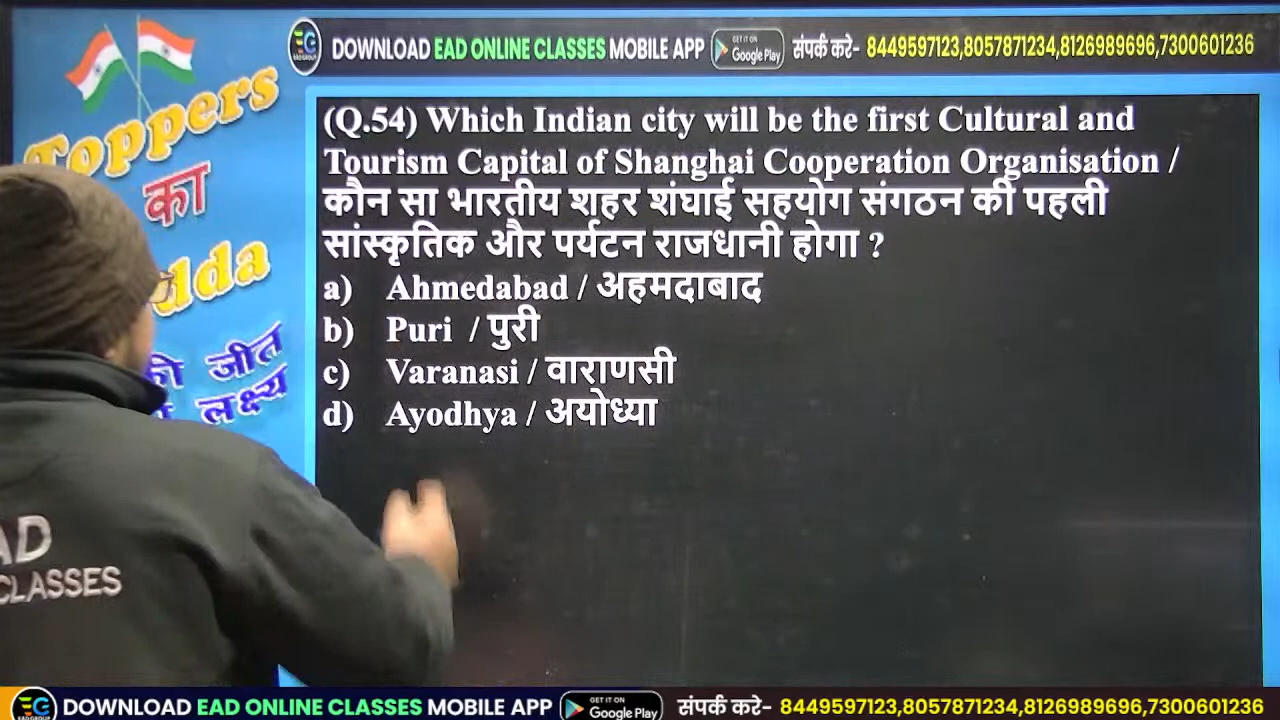 DOWNLOAD EAD ONLINE CLASSES MOBILE APP GET IT ON Google Play संपर्क करे- 8449597123,8057871234,8126989696,7300601236
Toppers
का
dda
की जीत
लक्ष्य
(Q.54) Which Indian city will be the first Cultural and
Tourism Capital of Shanghai Cooperation Organisation /
कौन सा भारतीय शहर शंघाई सहयोग संगठन की पहली
सांस्कृतिक और पर्यटन राजधानी होगा ?
a) Ahmedabad / अहमदाबाद
b) Puri / पुरी
c) Varanasi / वाराणसी
d) Ayodhya / अयोध्या
AD
CLASSES
DOWNLOAD EAD ONLINE CLASSES MOBILE APP GET IT ON Google Play संपर्क करे- 8449597123,8057871234,8126989696,7300601236